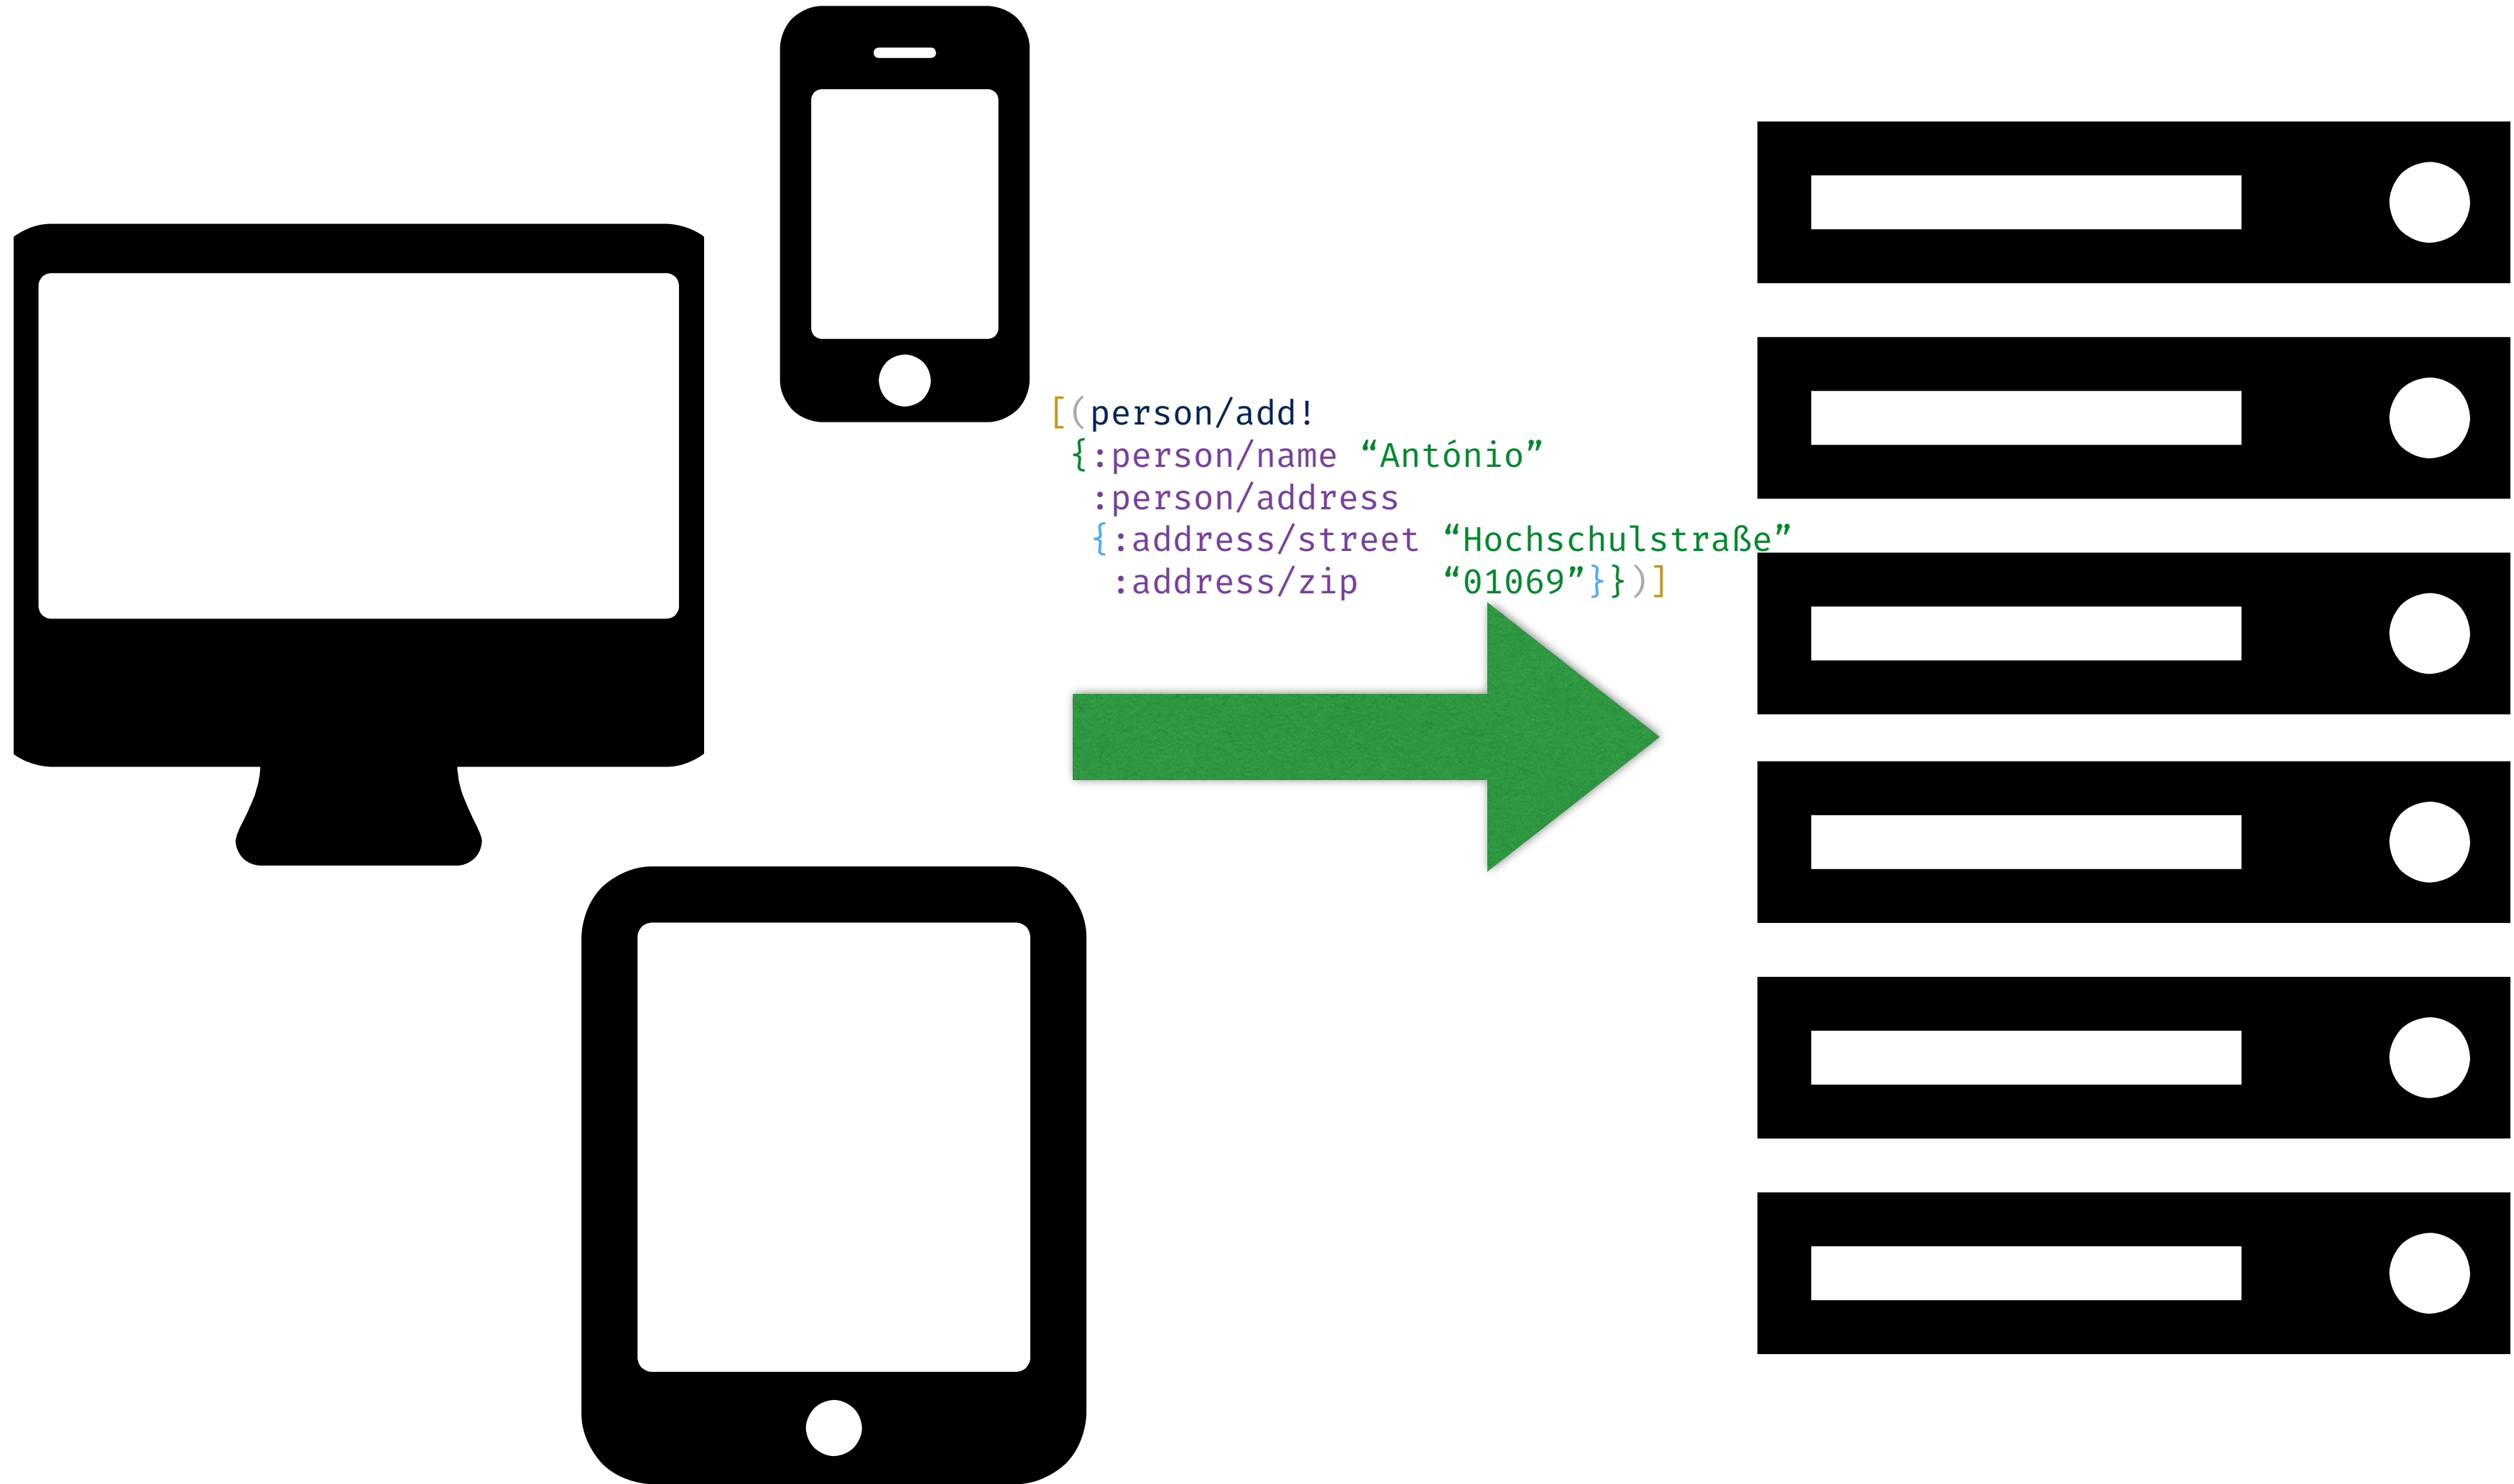 [(person/add!
{:person/name “António”
:person/address
{:address/street “Hochschulstraße”
:address/zip “01069”}})]